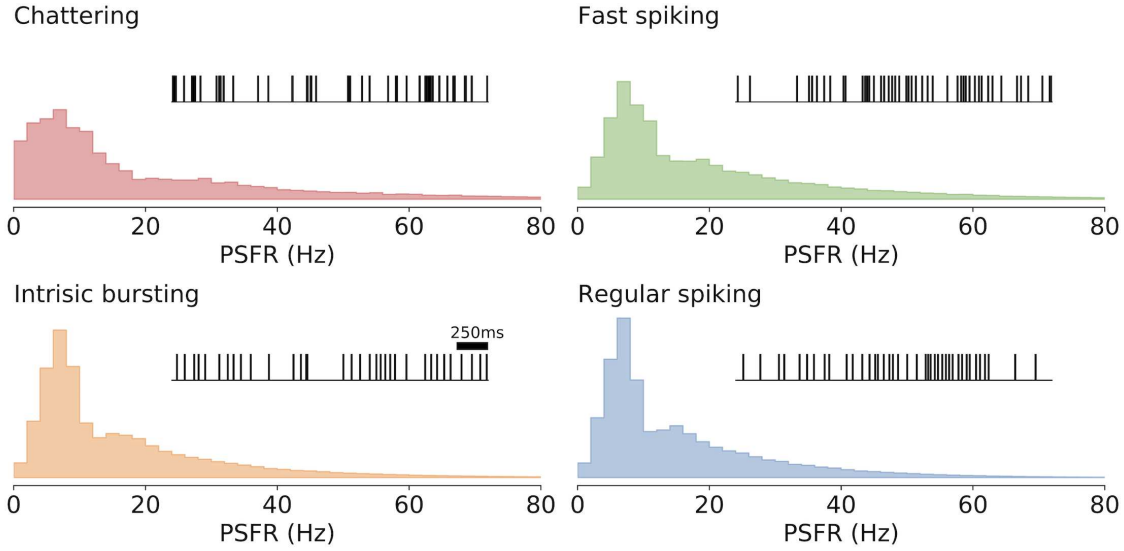 Chattering
0 20 40 60 80
PSFR (Hz)
Fast spiking
0 20 40 60 80
PSFR (Hz)
Intrisic bursting
250ms
0 20 40 60 80
PSFR (Hz)
Regular spiking
0 20 40 60 80
PSFR (Hz)